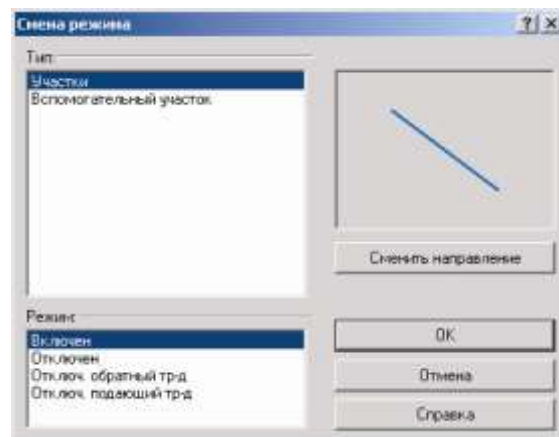 Смена режима
Тип:
Участки
Вспомогательный участок
Сменить направление
Режим:
Включен
Отключен
Отключ. обратный тр-д
Отключ. подающий тр-д
OK
Отмена
Справка